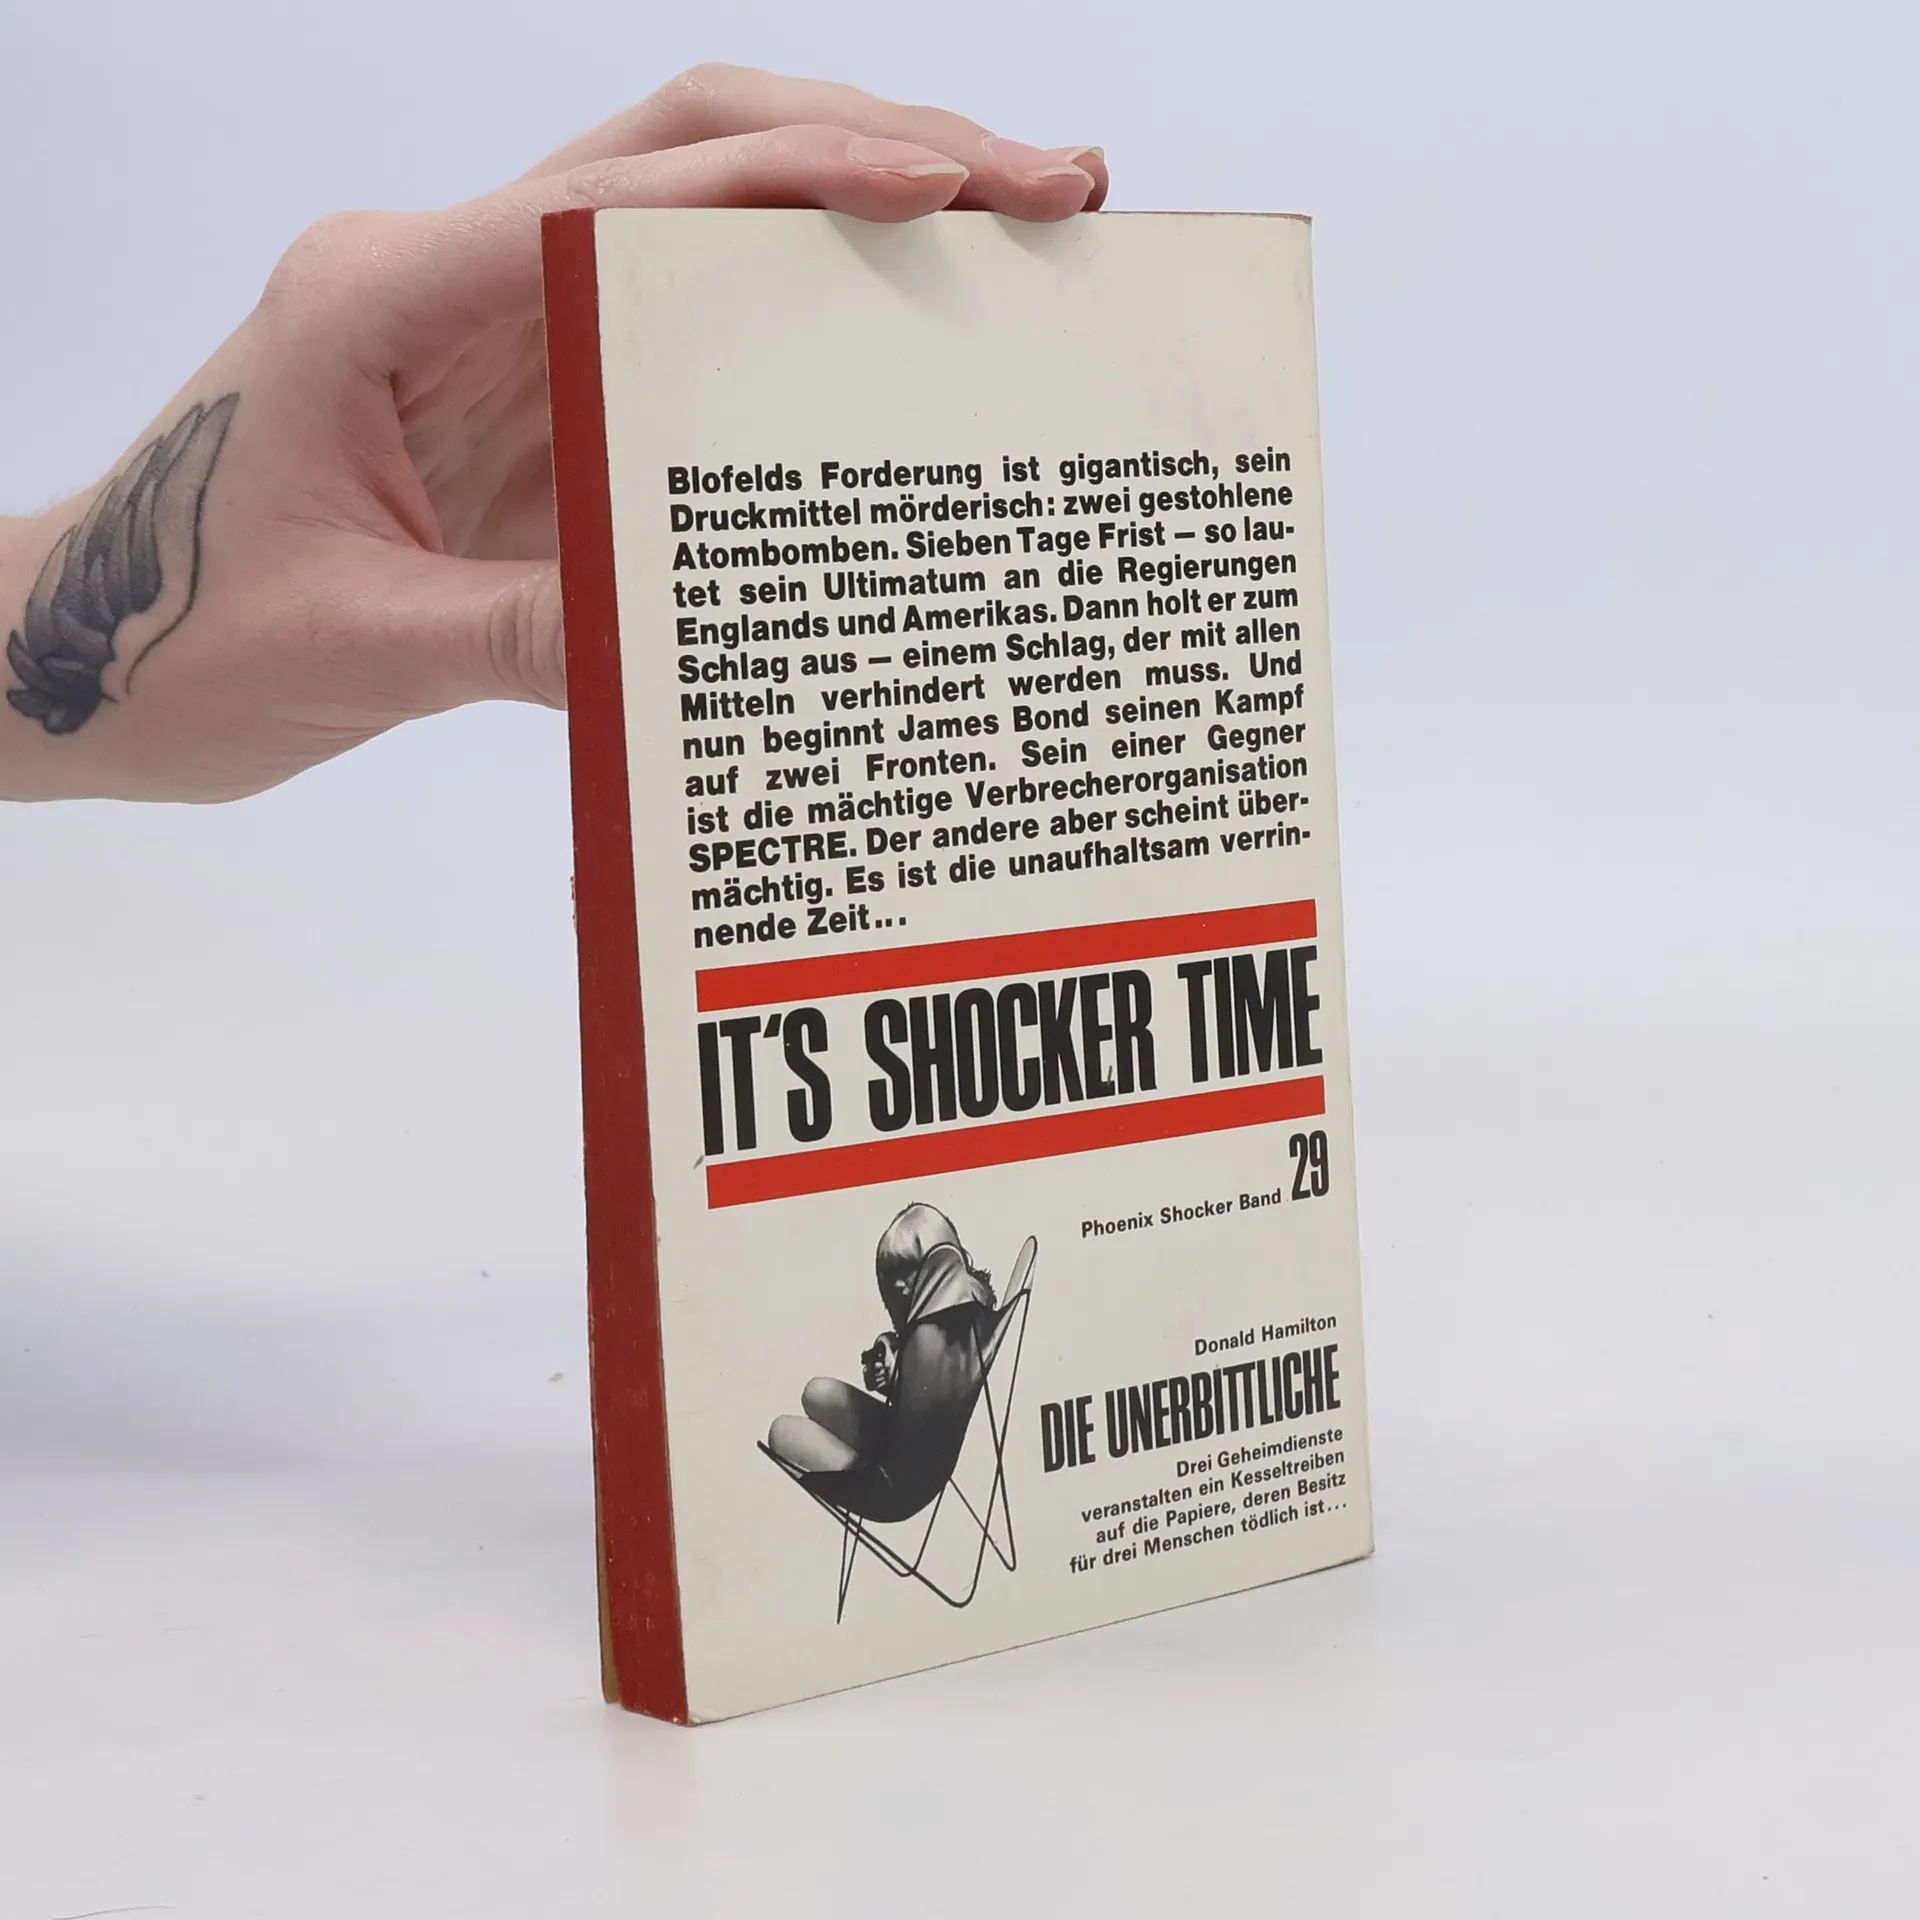 Blofelds Forderung ist gigantisch, sein
Druckmittel mörderisch: zwei gestohlene
Atombomben. Sieben Tage Frist – so lau-
tet sein Ultimatum an die Regierungen
Englands und Amerikas. Dann holt er zum
Schlag aus – einem Schlag, der mit allen
Mitteln verhindert werden muss. Und
nun beginnt James Bond seinen Kampf
auf zwei Fronten. Sein einer Gegner
ist die mächtige Verbrecherorganisation
SPECTRE. Der andere aber scheint über-
mächtig. Es ist die unaufhaltsam verrin-
nende Zeit...
IT'S SHOCKER TIME
Phoenix Shocker Band 29
Donald Hamilton
DIE UNERBITTLICHE
Drei Geheimdienste
veranstalten ein Kesseltreiben
auf die Papiere, deren Besitz
für drei Menschen tödlich ist...